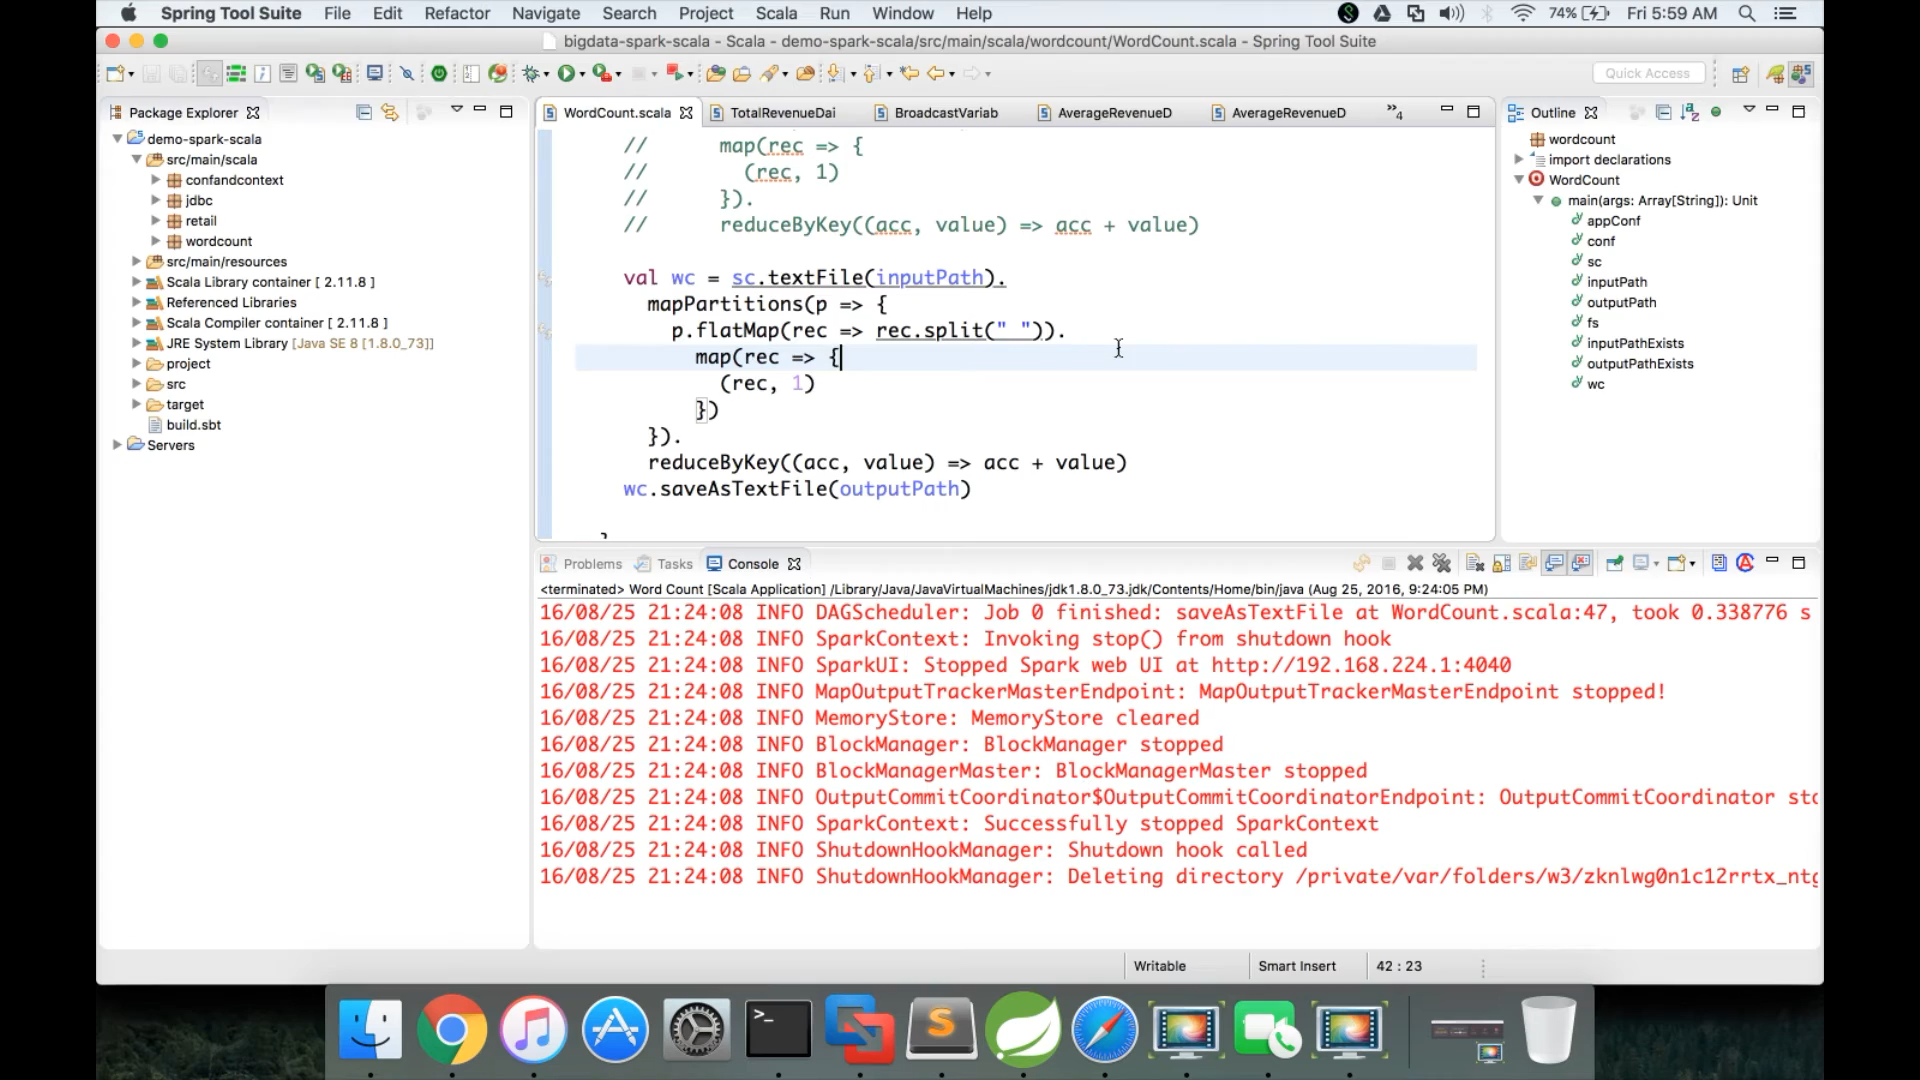 Spring Tool Suite File Edit Refactor Navigate Search Project Scala Run Window Help 74% Fri 5:59 AM
bigdata-spark-scala - Scala - demo-spark-scala/src/main/scala/wordcount/WordCount.scala - Spring Tool Suite
Quick Access
Package Explorer
demo-spark-scala
src/main/scala
confandcontext
jdbc
retail
wordcount
src/main/resources
Scala Library container [ 2.11.8 ]
Referenced Libraries
Scala Compiler container [ 2.11.8 ]
JRE System Library [Java SE 8 [1.8.0_73]]
project
src
target
build.sbt
Servers
WordCount.scala TotalRevenueDai BroadcastVariab AverageRevenueD AverageRevenueD »4
// map(rec => {
// (rec, 1)
// }).
// reduceByKey((acc, value) => acc + value)
val wc = sc.textFile(inputPath).
mapPartitions(p => {
p.flatMap(rec => rec.split(" ")).
map(rec => {
(rec, 1)
})
}).
reduceByKey((acc, value) => acc + value)
wc.saveAsTextFile(outputPath)
Outline
wordcount
import declarations
WordCount
main(args: Array[String]): Unit
appConf
conf
sc
inputPath
outputPath
fs
inputPathExists
outputPathExists
wc
Problems Tasks Console
<terminated> Word Count [Scala Application] /Library/Java/JavaVirtualMachines/jdk1.8.0_73.jdk/Contents/Home/bin/java (Aug 25, 2016, 9:24:05 PM)
16/08/25 21:24:08 INFO DAGScheduler: Job 0 finished: saveAsTextFile at WordCount.scala:47, took 0.338776 s
16/08/25 21:24:08 INFO SparkContext: Invoking stop() from shutdown hook
16/08/25 21:24:08 INFO SparkUI: Stopped Spark web UI at http://192.168.224.1:4040
16/08/25 21:24:08 INFO MapOutputTrackerMasterEndpoint: MapOutputTrackerMasterEndpoint stopped!
16/08/25 21:24:08 INFO MemoryStore: MemoryStore cleared
16/08/25 21:24:08 INFO BlockManager: BlockManager stopped
16/08/25 21:24:08 INFO BlockManagerMaster: BlockManagerMaster stopped
16/08/25 21:24:08 INFO OutputCommitCoordinator$OutputCommitCoordinatorEndpoint: OutputCommitCoordinator sto
16/08/25 21:24:08 INFO SparkContext: Successfully stopped SparkContext
16/08/25 21:24:08 INFO ShutdownHookManager: Shutdown hook called
16/08/25 21:24:08 INFO ShutdownHookManager: Deleting directory /private/var/folders/w3/zknlwg0n1c12rrtx_ntg
Writable Smart Insert 42 : 23